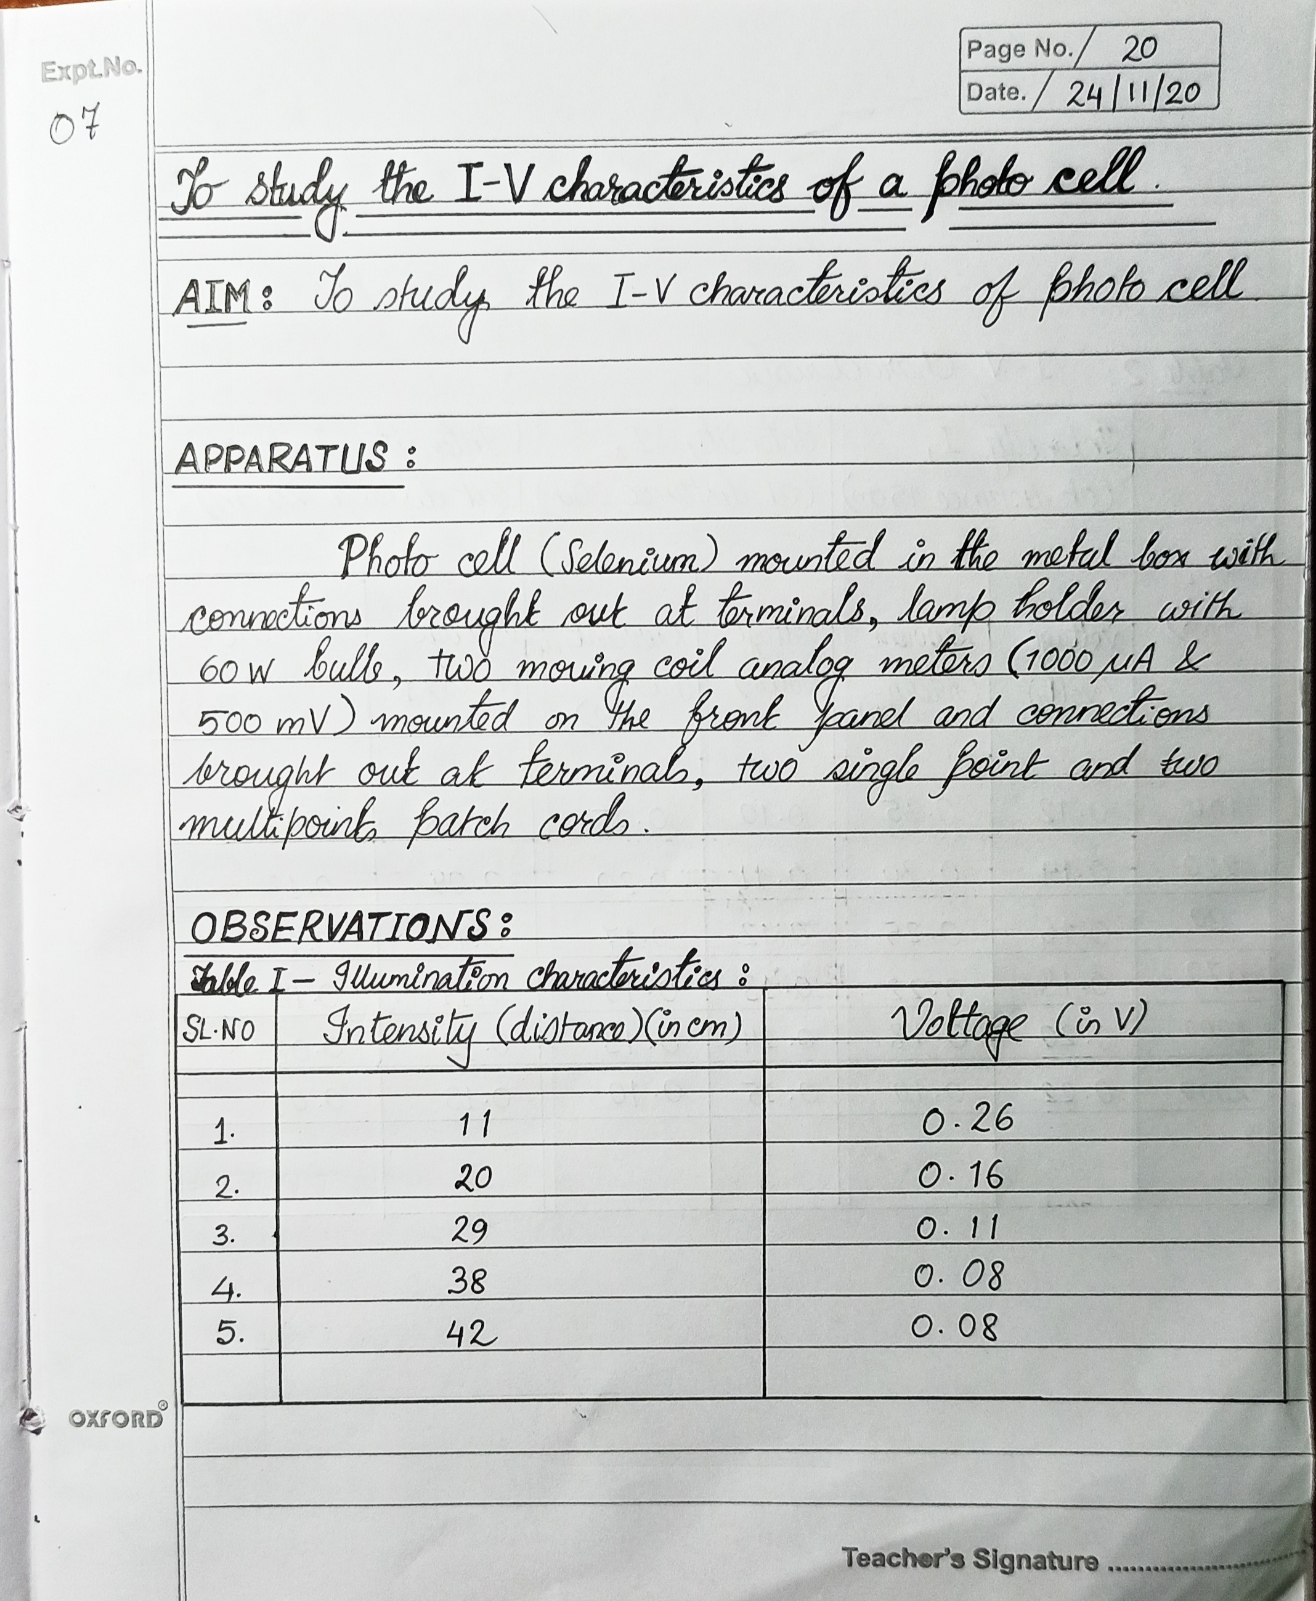 Expt.No.
07
Page No. 20
Date. 24/11/20
To study the I-V characteristics of a photo cell.
AIM: To study the I-V characteristics of photo cell
APPARATUS:
Photo cell (Selenium) mounted in the metal box with
connections brought out at terminals, lamp holder with
60W bulb, two moving coil analog meters (1000 μA &
500 mV) mounted on the front panel and connections
brought out at terminals, two single point and two
multipoint patch cords.
OBSERVATIONS:
Table I – Illumination characteristics:
SL.NO Intensity (distance) (in cm) Voltage (in V)
1. 11 0.26
2. 20 0.16
3. 29 0.11
4. 38 0.08
5. 42 0.08
OXFORD®
Teacher's Signature ....................